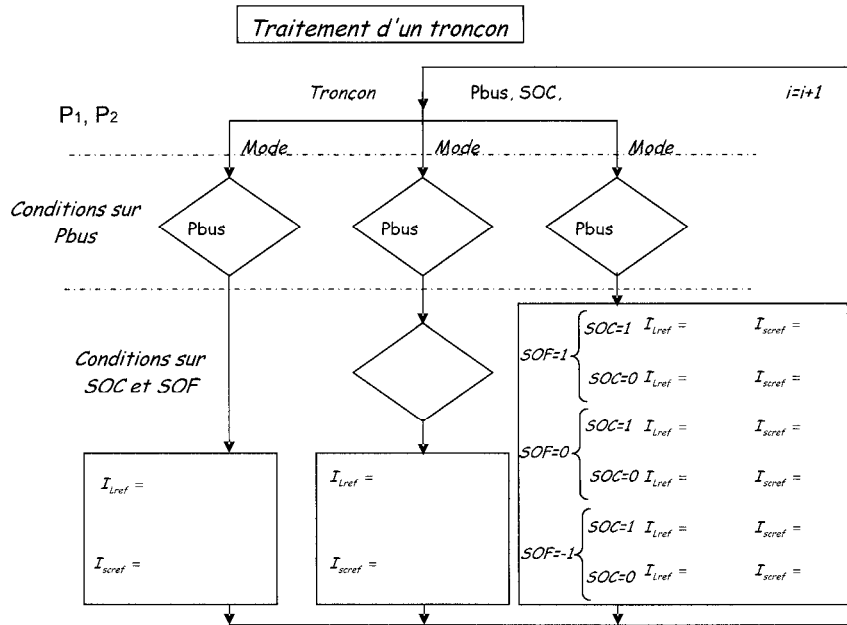 Traitement d'un troncon
Tronçon Pbus, SOC, i=i+1
P1, P2
Mode Mode Mode
Conditions sur
Pbus
Pbus Pbus Pbus
Conditions sur
SOC et SOF
SOF=1
SOC=1 ILref = Iscref =
SOC=0 ILref = Iscref =
SOF=0
SOC=1 ILref = Iscref =
SOC=0 ILref = Iscref =
SOF=-1
SOC=1 ILref = Iscref =
SOC=0 ILref = Iscref =
ILref =
Iscref =
ILref =
Iscref =